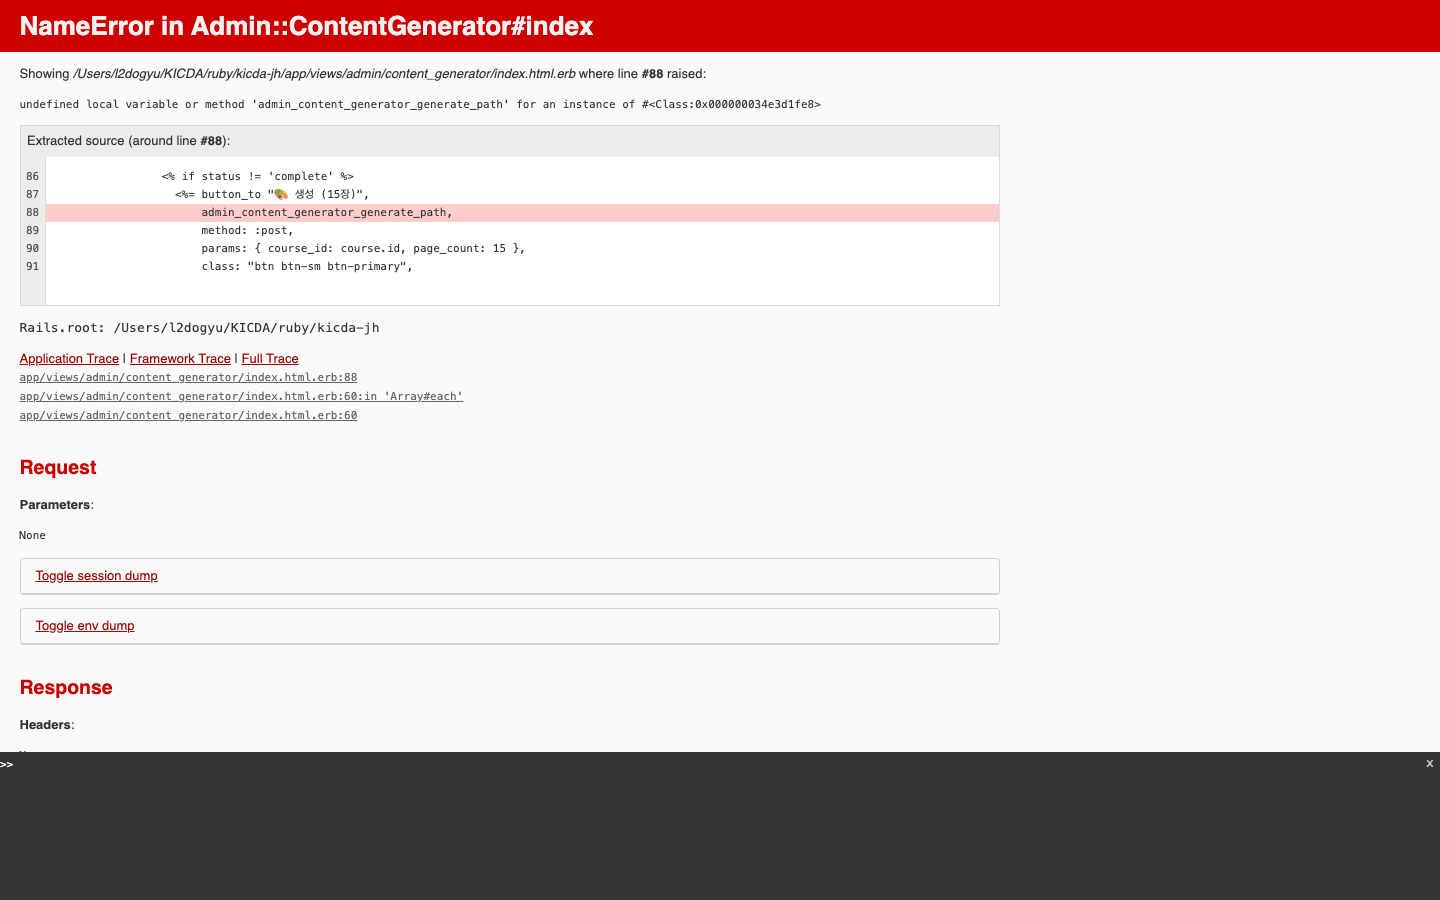 NameError in Admin::ContentGenerator#index
Showing /Users/l2dogyu/KICDA/ruby/kicda-jh/app/views/admin/content_generator/index.html.erb where line #88 raised:
undefined local variable or method 'admin_content_generator_generate_path' for an instance of #<Class:0x000000034e3d1fe8>
Extracted source (around line #88):
86 <% if status != 'complete' %>
87 <%= button_to "🎨 생성 (15장)",
88 admin_content_generator_generate_path,
89 method: :post,
90 params: { course_id: course.id, page_count: 15 },
91 class: "btn btn-sm btn-primary",
Rails.root: /Users/l2dogyu/KICDA/ruby/kicda-jh
Application Trace | Framework Trace | Full Trace
app/views/admin/content_generator/index.html.erb:88
app/views/admin/content_generator/index.html.erb:60:in 'Array#each'
app/views/admin/content_generator/index.html.erb:60
Request
Parameters:
None
Toggle session dump
Toggle env dump
Response
Headers:
>>
x